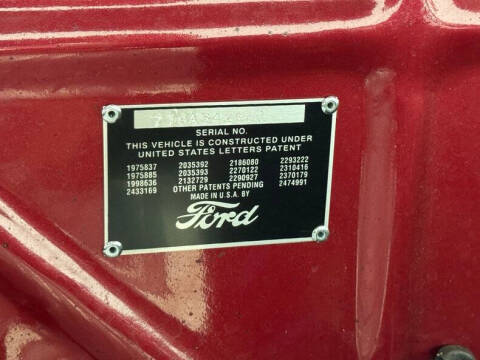 SERIAL NO.
THIS VEHICLE IS CONSTRUCTED UNDER
UNITED STATES LETTERS PATENT
1975837 2035392 2186080 2293222
1975885 2035393 2270122 2310416
1998636 2132729 2290927 2370179
2433169 OTHER PATENTS PENDING 2474991
MADE IN U.S.A. BY
Ford